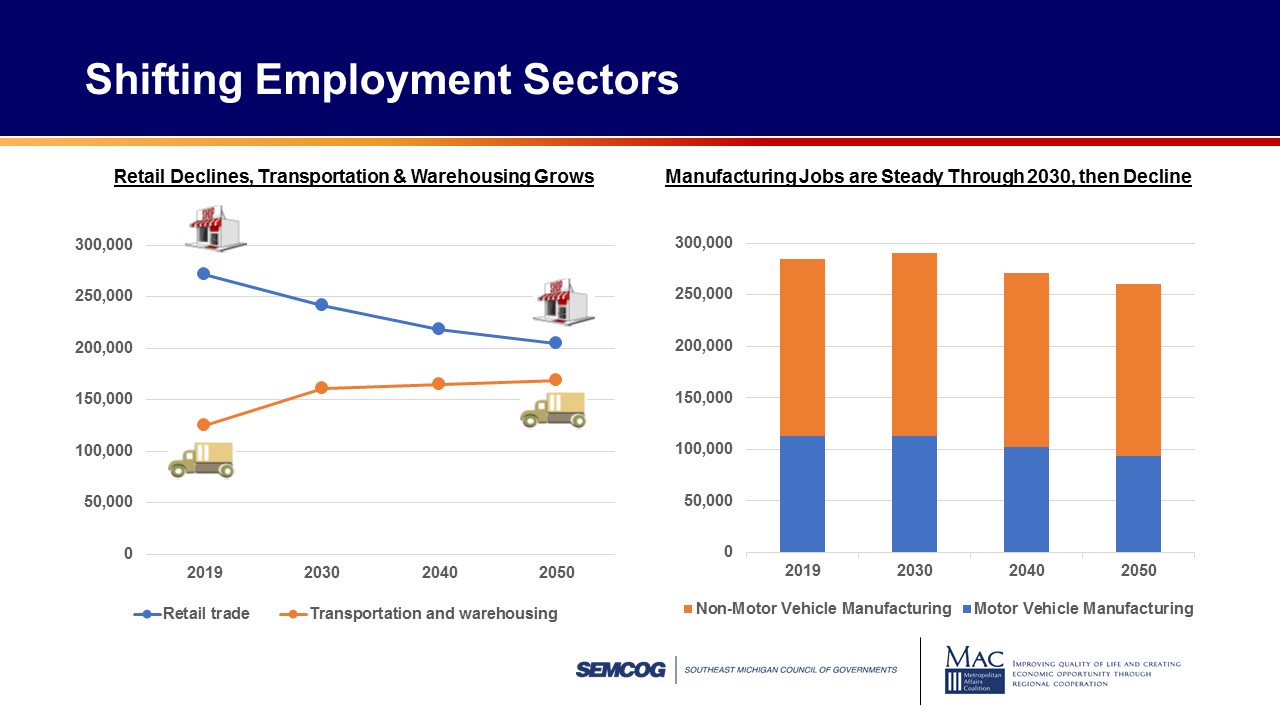 Shifting Employment Sectors
Retail Declines, Transportation & Warehousing Grows
300,000
250,000
200,000
150,000
100,000
50,000
0
2019 2030 2040 2050
Retail trade Transportation and warehousing
SHOP
SHOP
Manufacturing Jobs are Steady Through 2030, then Decline
300,000
250,000
200,000
150,000
100,000
50,000
0
2019 2030 2040 2050
Non-Motor Vehicle Manufacturing Motor Vehicle Manufacturing
SEMCOG SOUTHEAST MICHIGAN COUNCIL OF GOVERNMENTS
MAC
Metropolitan
Affairs
Coalition
IMPROVING QUALITY OF LIFE AND CREATING
ECONOMIC OPPORTUNITY THROUGH
REGIONAL COOPERATION